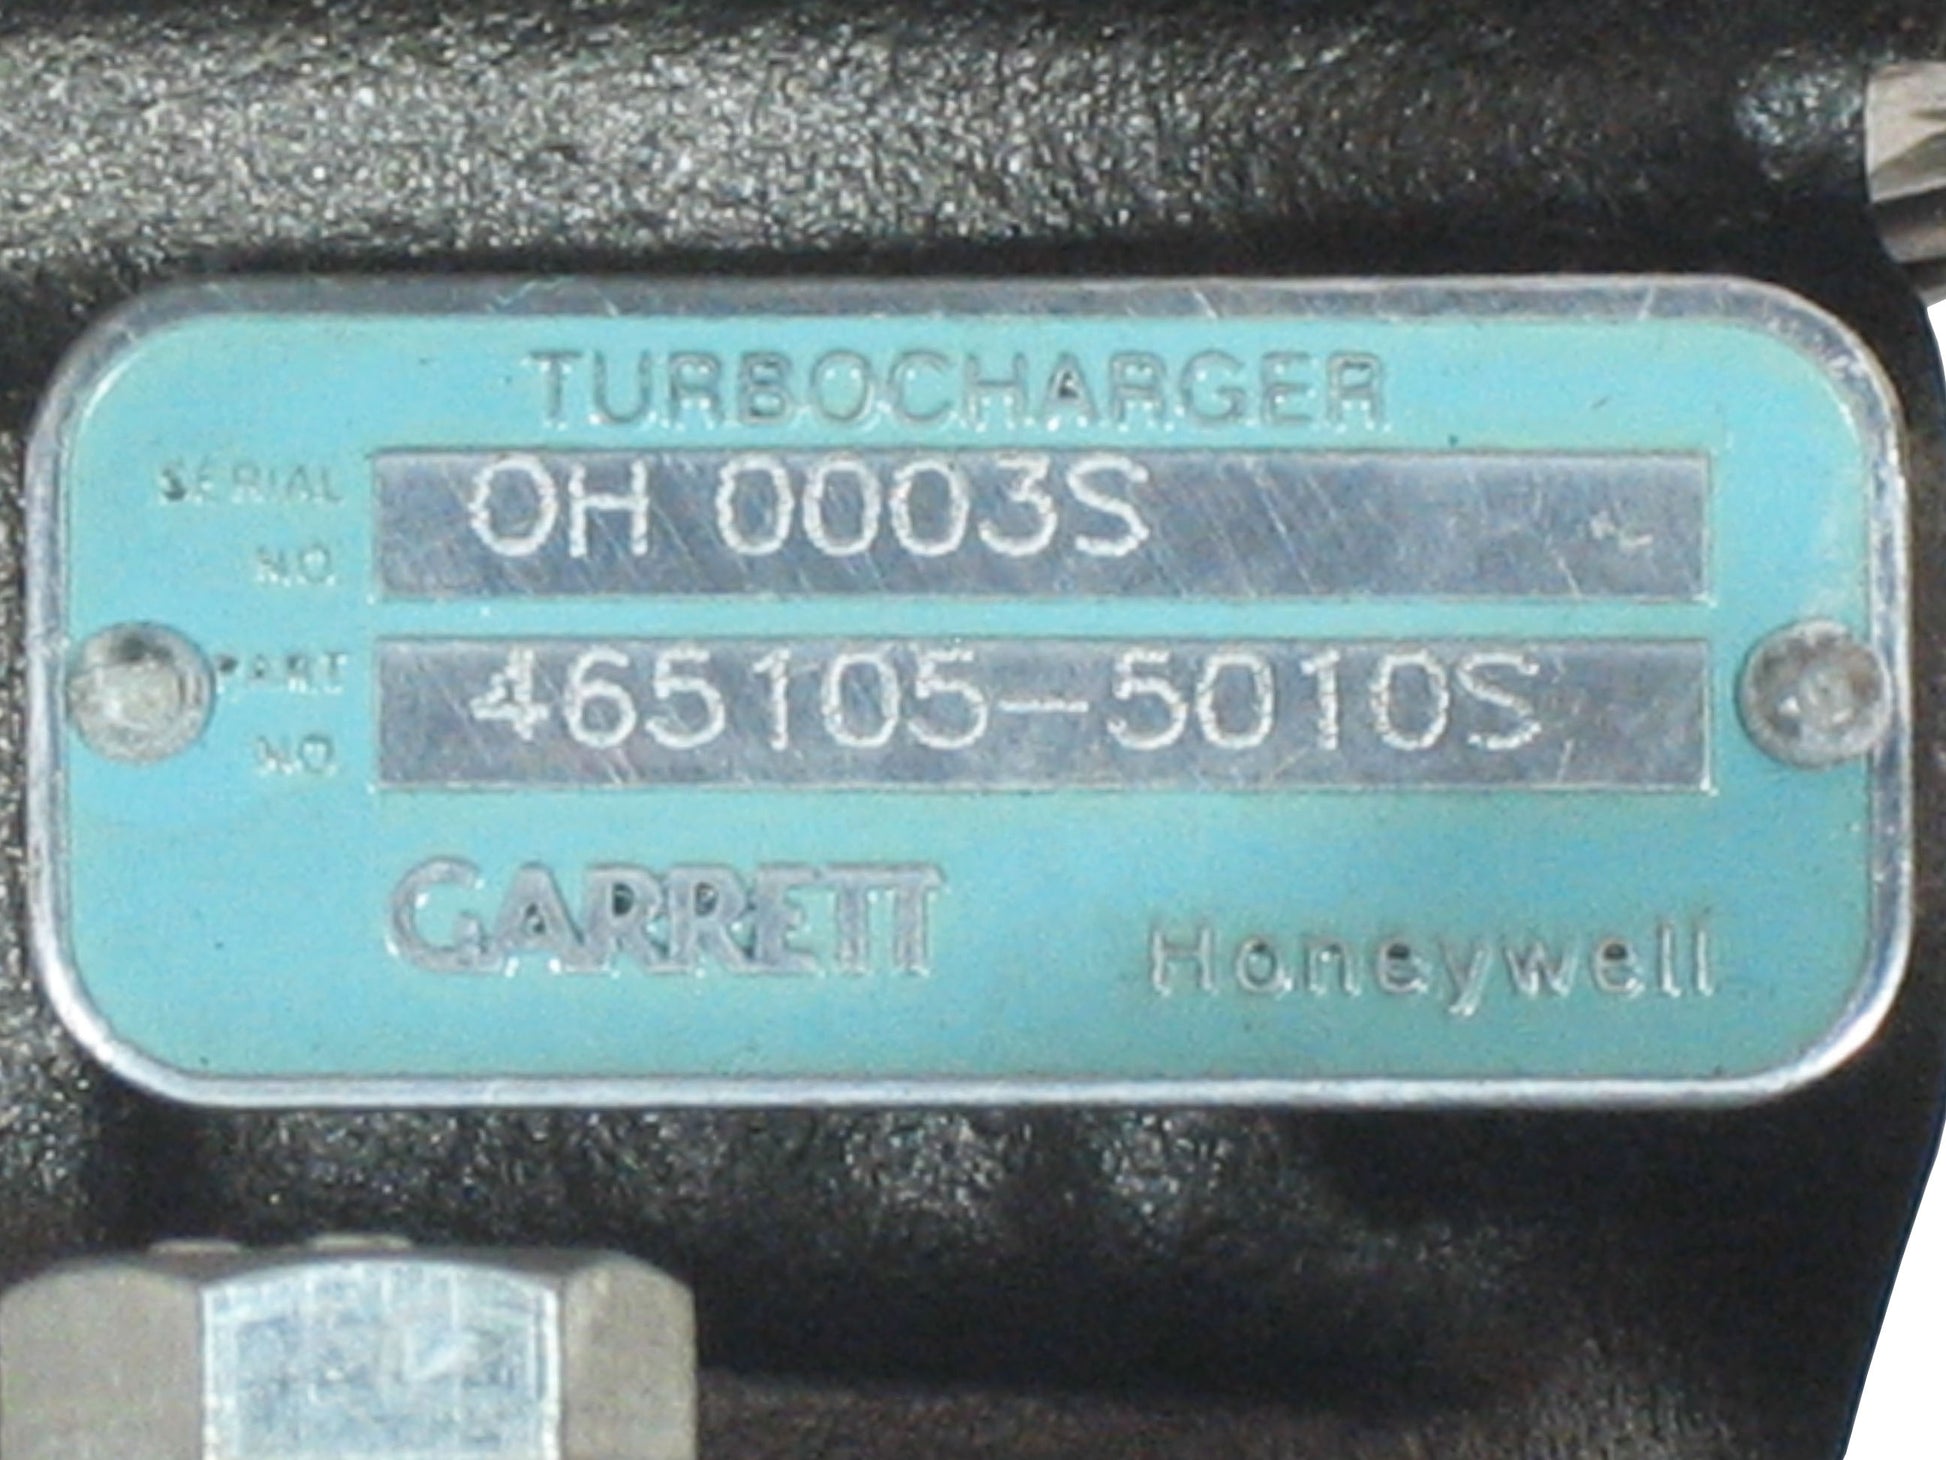 TURBOCHARGER
SERIAL NO. OH 0003S
PART NO. 465105-5010S
GARRETT Honeywell